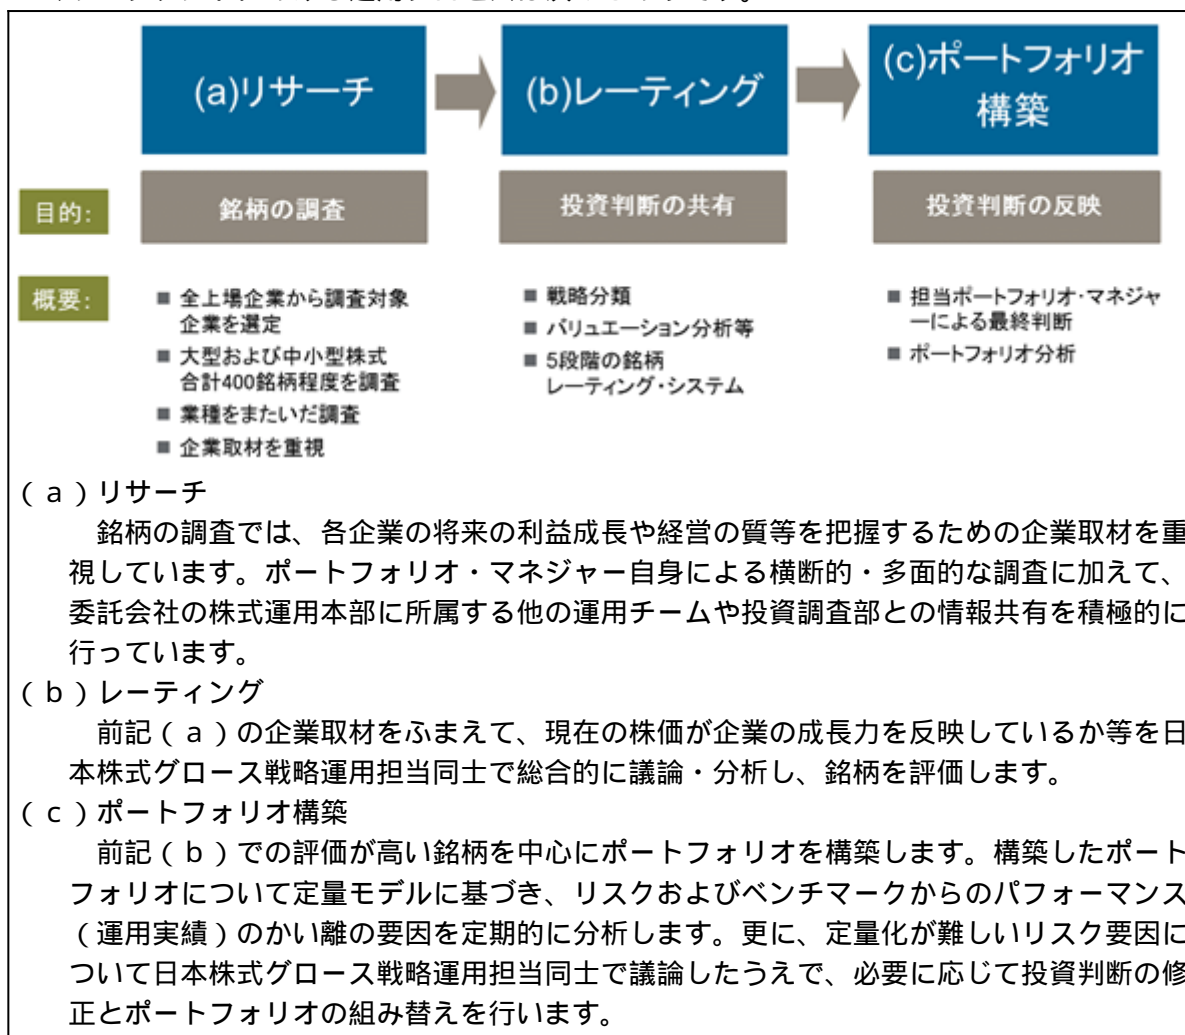 (a)リサーチ
(b)レーティング
(c)ポートフォリオ
構築
目的:
銘柄の調査
投資判断の共有
投資判断の反映
概要:
■ 全上場企業から調査対象
企業を選定
■ 大型および中小型株式
合計400銘柄程度を調査
■ 業種をまたいだ調査
■ 企業取材を重視
■ 戦略分類
■ バリュエーション分析等
■ 5段階の銘柄
レーティング・システム
■ 担当ポートフォリオ・マネジャ
ーによる最終判断
■ ポートフォリオ分析
(a)リサーチ
銘柄の調査では、各企業の将来の利益成長や経営の質等を把握するための企業取材を重
視しています。ポートフォリオ・マネジャー自身による横断的・多面的な調査に加えて、
委託会社の株式運用本部に所属する他の運用チームや投資調査部との情報共有を積極的に
行っています。
(b)レーティング
前記(a)の企業取材をふまえて、現在の株価が企業の成長力を反映しているか等を日
本株式グロース戦略運用担当同士で総合的に議論・分析し、銘柄を評価します。
(c)ポートフォリオ構築
前記(b)での評価が高い銘柄を中心にポートフォリオを構築します。構築したポート
フォリオについて定量モデルに基づき、リスクおよびベンチマークからのパフォーマンス
(運用実績)のかい離の要因を定期的に分析します。更に、定量化が難しいリスク要因に
ついて日本株式グロース戦略運用担当同士で議論したうえで、必要に応じて投資判断の修
正とポートフォリオの組み替えを行います。